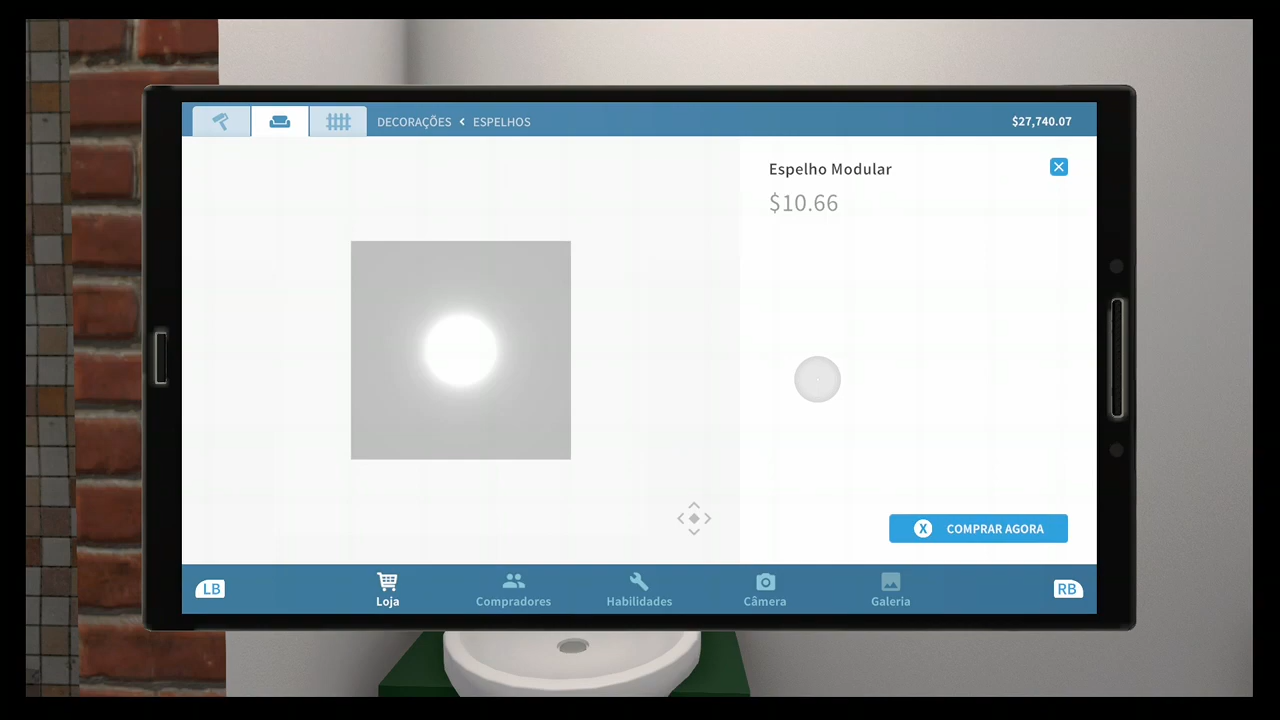 DECORAÇÕES < ESPELHOS
$27,740.07
Espelho Modular
$10.66
X COMPRAR AGORA
LB
Loja
Compradores
Habilidades
Câmera
Galeria
RB